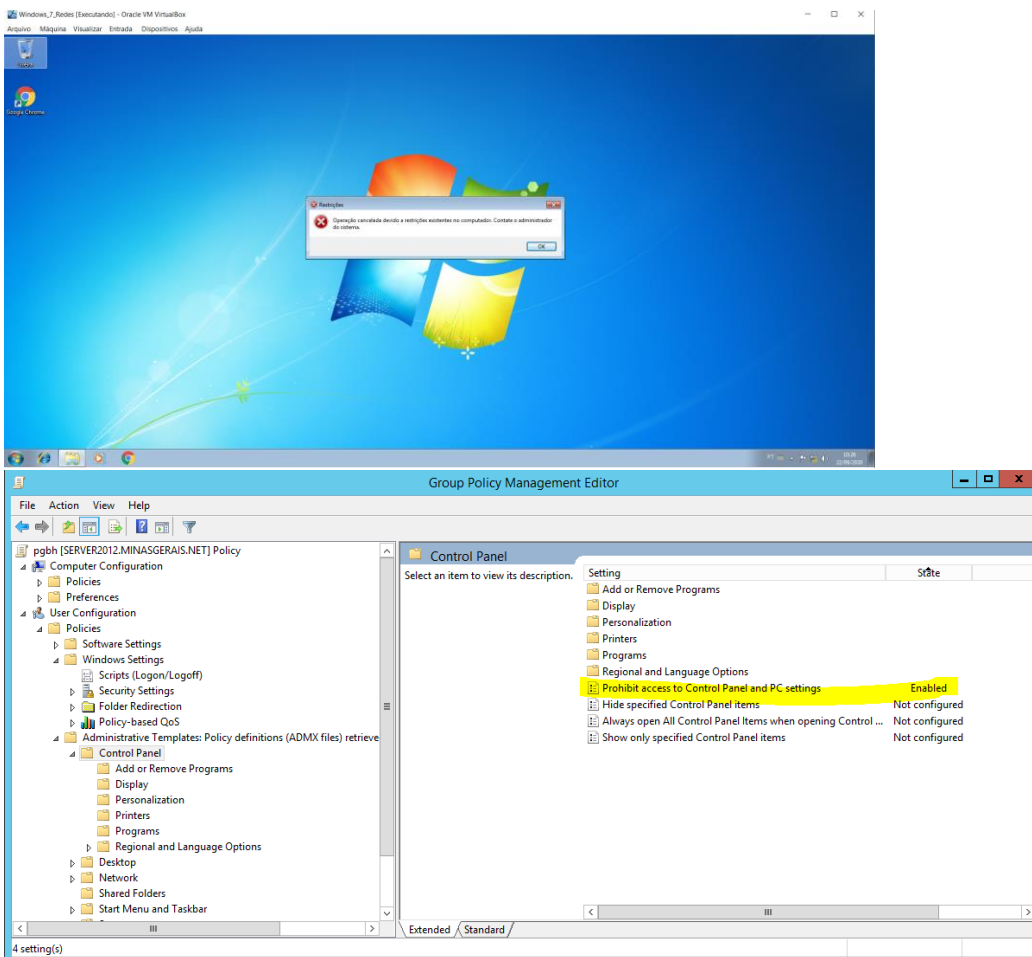 Windows_7_Redes [Executando] - Oracle VM VirtualBox
Arquivo Máquina Visualizar Entrada Dispositivos Ajuda
Google Chrome
Restrições
Operação cancelada devido a restrições existentes no computador. Contate o administrador
do sistema.
OK
PT
10:26
Group Policy Management Editor
File Action View Help
pgbh [SERVER2012.MINASGERAIS.NET] Policy
Computer Configuration
Policies
Preferences
User Configuration
Policies
Software Settings
Windows Settings
Scripts (Logon/Logoff)
Security Settings
Folder Redirection
Policy-based QoS
Administrative Templates: Policy definitions (ADMX files) retrieve
Control Panel
Add or Remove Programs
Display
Personalization
Printers
Programs
Regional and Language Options
Desktop
Network
Shared Folders
Start Menu and Taskbar
Control Panel
Select an item to view its description.
Setting State
Add or Remove Programs
Display
Personalization
Printers
Programs
Regional and Language Options
Prohibit access to Control Panel and PC settings Enabled
Hide specified Control Panel items Not configured
Always open All Control Panel Items when opening Control ... Not configured
Show only specified Control Panel items Not configured
Extended Standard
4 setting(s)